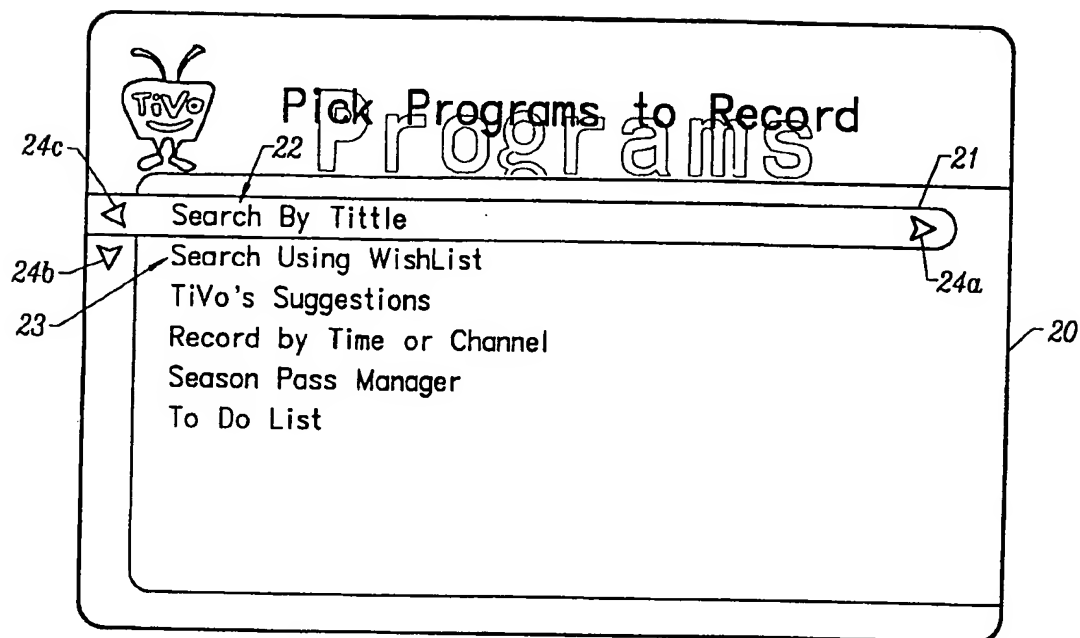 TiVo
Pick Programs to Record
Programs
24c
22
21
Search By Tittle
24b
Search Using WishList
24a
23
TiVo's Suggestions
Record by Time or Channel
20
Season Pass Manager
To Do List